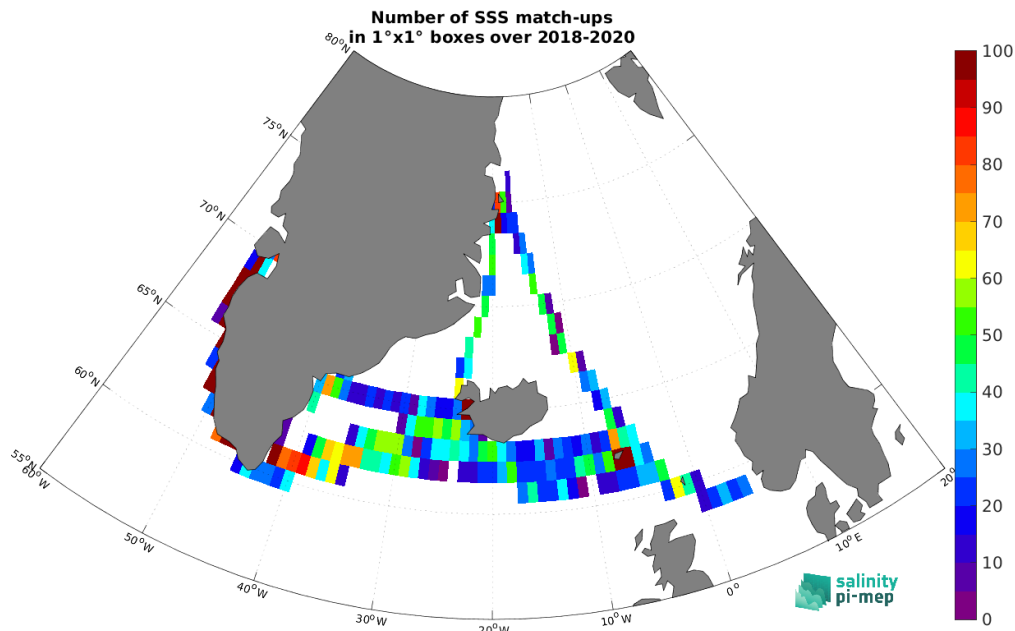 Number of SSS match-ups
in 1°x1° boxes over 2018-2020
80°N
75°N
70°N
65°N
60°N
55°N
60°W
50°W
40°W
30°W
20°W
10°W
0°
10°E
20°
100
90
80
70
60
50
40
30
20
10
0
salinity
pi-mep